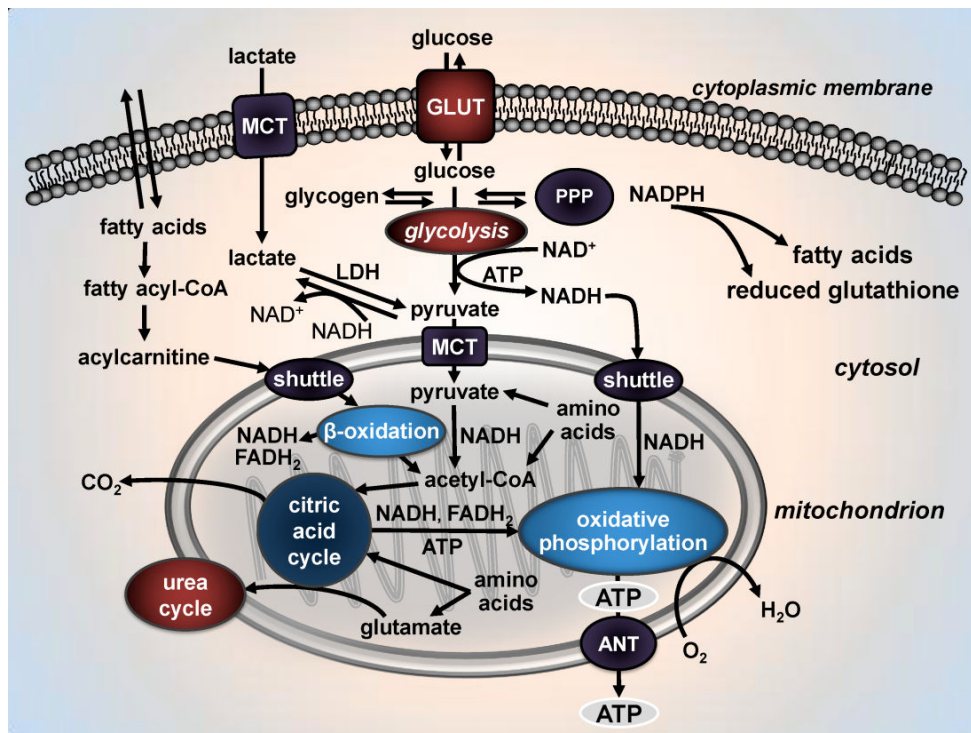 glucose
lactate
cytoplasmic membrane
GLUT
MCT
glucose
glycogen
PPP
NADPH
fatty acids
glycolysis
NAD⁺
fatty acids
lactate
LDH
ATP
fatty acyl-CoA
NADH
reduced glutathione
NAD⁺
NADH
pyruvate
MCT
acylcarnitine
cytosol
shuttle
shuttle
pyruvate
amino
acids
β-oxidation
NADH
FADH₂
NADH
NADH
acetyl-CoA
CO₂
citric
acid
cycle
NADH, FADH₂
ATP
oxidative
phosphorylation
mitochondrion
urea
cycle
amino
acids
glutamate
ATP
H₂O
ANT
O₂
ATP